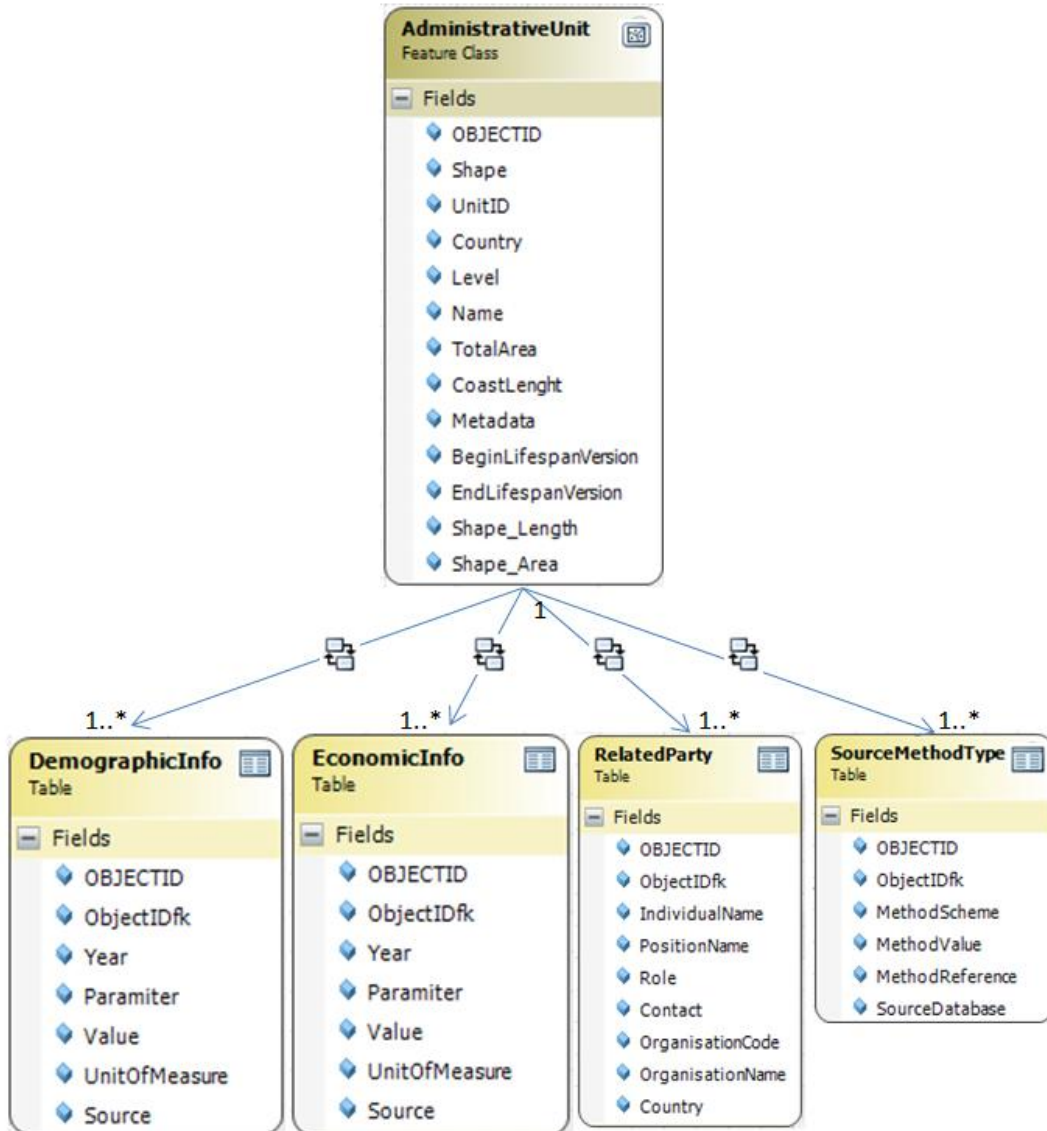 AdministrativeUnit
Feature Class
Fields
OBJECTID
Shape
UnitID
Country
Level
Name
TotalArea
CoastLenght
Metadata
BeginLifespanVersion
EndLifespanVersion
Shape_Length
Shape_Area
1
1..*
1..*
1..*
1..*
DemographicInfo
Table
Fields
OBJECTID
ObjectIDfk
Year
Paramiter
Value
UnitOfMeasure
Source
EconomicInfo
Table
Fields
OBJECTID
ObjectIDfk
Year
Paramiter
Value
UnitOfMeasure
Source
RelatedParty
Table
Fields
OBJECTID
ObjectIDfk
IndividualName
PositionName
Role
Contact
OrganisationCode
OrganisationName
Country
SourceMethodType
Table
Fields
OBJECTID
ObjectIDfk
MethodScheme
MethodValue
MethodReference
SourceDatabase